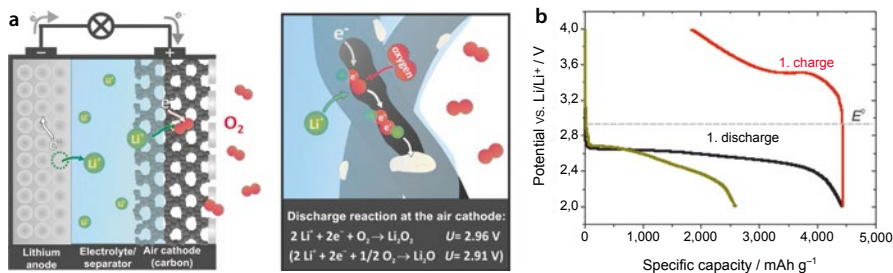 a
e⁻
e⁻
−
+
Li⁺
Li⁺
Li⁺
e⁻
O₂
Lithium
anode
Electrolyte/
separator
Air cathode
(carbon)
e⁻
oxygen
Li⁺
e⁻
e⁻
e⁻
Discharge reaction at the air cathode:
2 Li⁺ + 2e⁻ + O₂ → Li₂O₂ U= 2.96 V
(2 Li⁺ + 2e⁻ + 1/2 O₂ → Li₂O U= 2.91 V)
b
Potential vs. Li/Li⁺ / V
4,0
3,6
3,2
2,8
2,4
2,0
1. charge
E⁰
1. discharge
0
1,000
2,000
3,000
4,000
5,000
Specific capacity / mAh g⁻¹